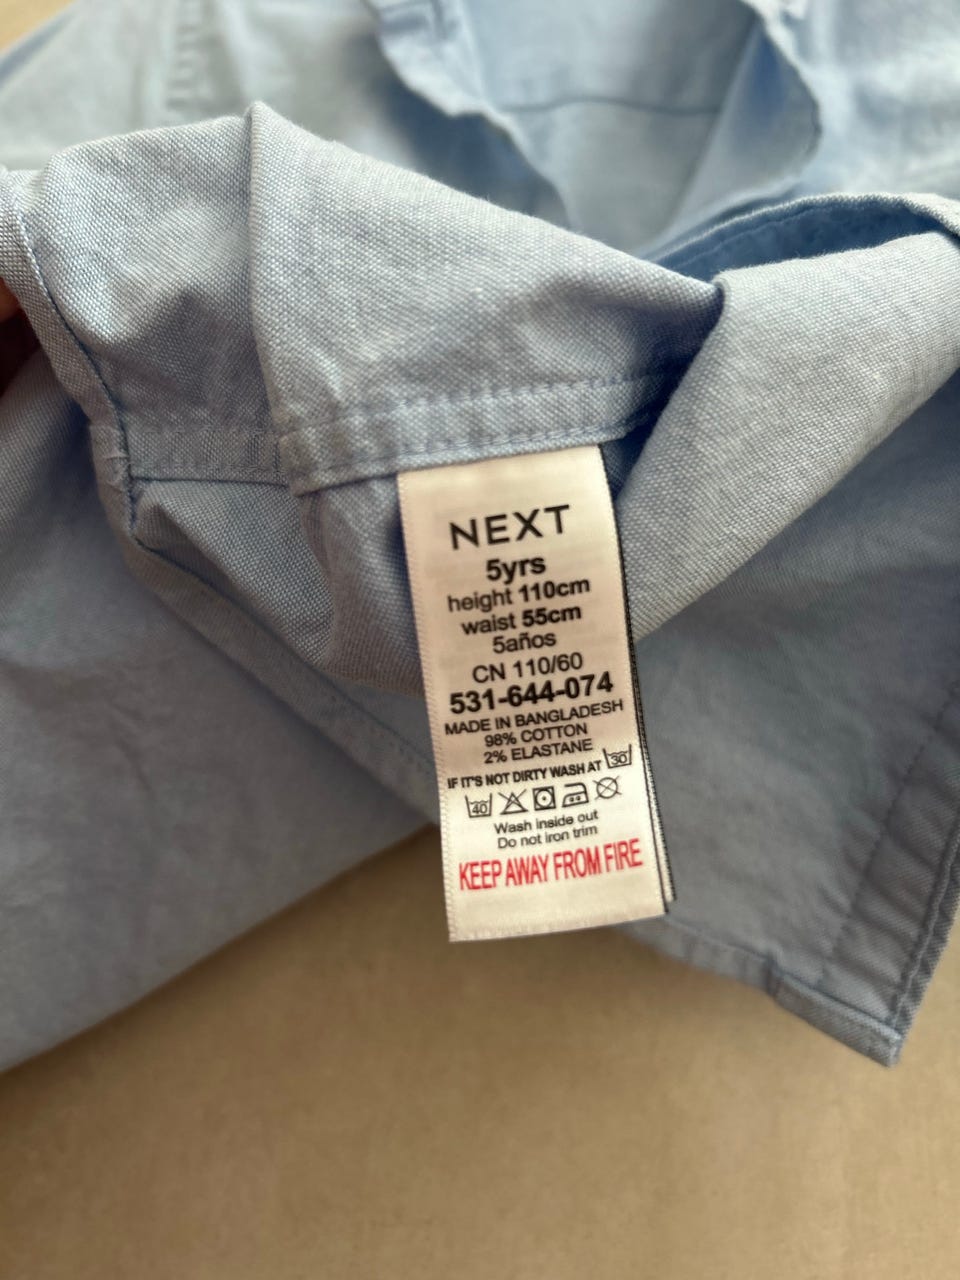 NEXT
5yrs
height 110cm
waist 55cm
5años
CN 110/60
531-644-074
MADE IN BANGLADESH
98% COTTON
2% ELASTANE
IF IT'S NOT DIRTY WASH AT 30
40
Wash inside out
Do not iron trim
KEEP AWAY FROM FIRE